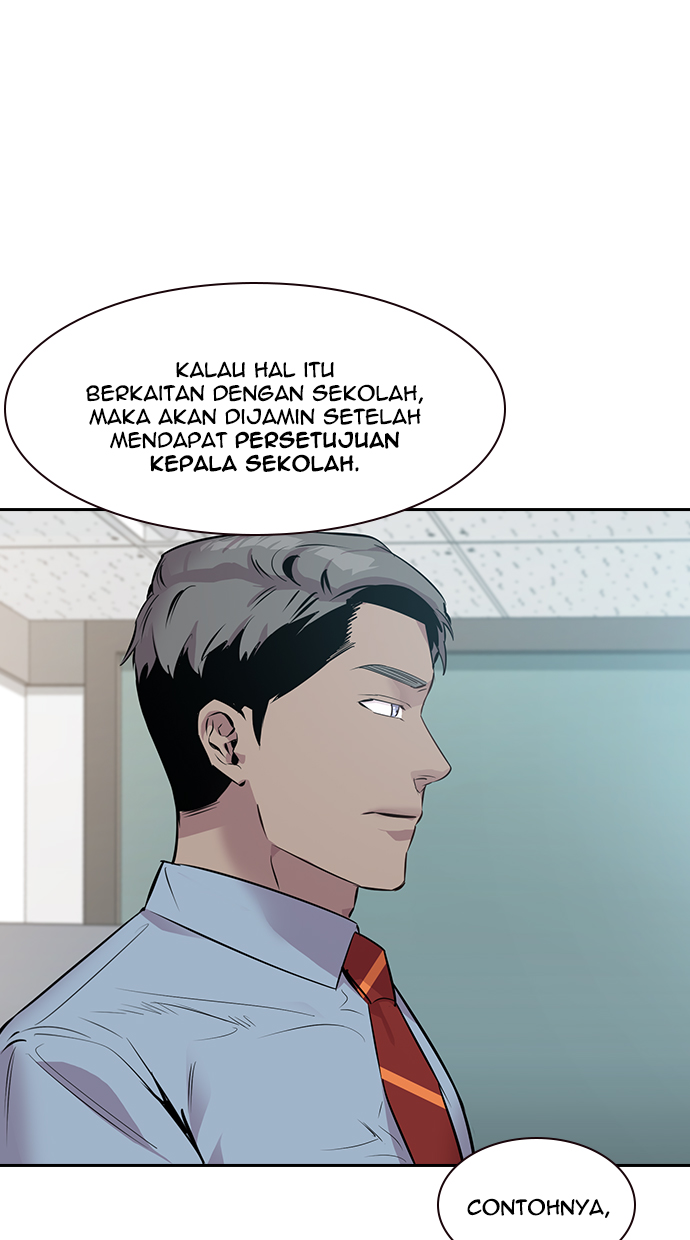 KALAU HAL ITU
BERKAITAN DENGAN SEKOLAH,
MAKA AKAN DIJAMIN SETELAH
MENDAPAT PERSETUJUAN
KEPALA SEKOLAH.
CONTOHNYA,